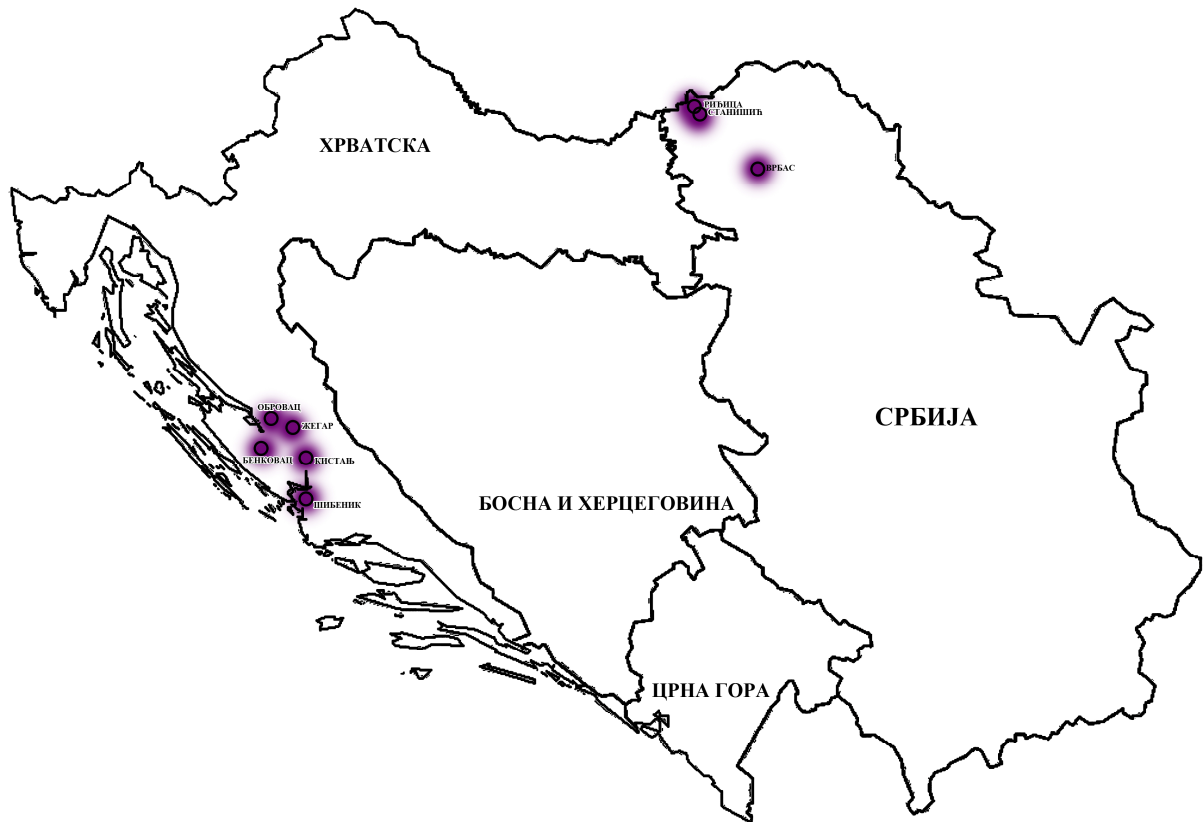 РИЂИЦА
СТАНИШИЋ
ХРВАТСКА
ВРБАС
ОБРОВАЦ
СРБИЈА
ЖЕГАР
БЕНКОВАЦ
КИСТАЊ
БОСНА И ХЕРЦЕГОВИНА
ШИБЕНИК
ЦРНА ГОРА